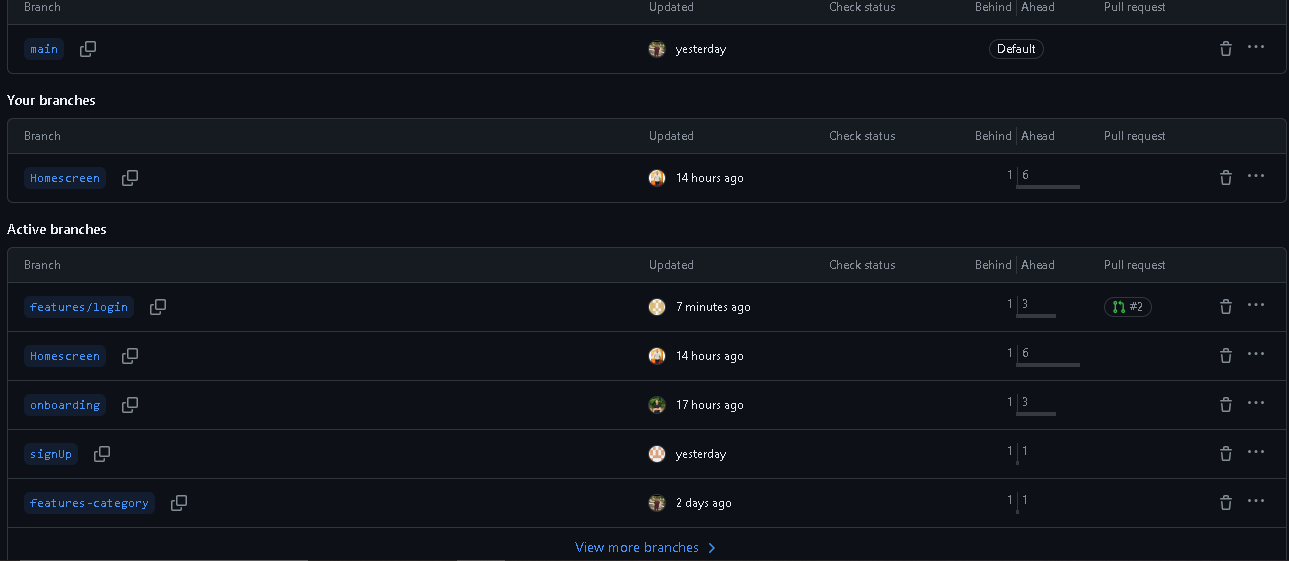 Branch Updated Check status Behind Ahead Pull request
main yesterday Default
Your branches
Branch Updated Check status Behind Ahead Pull request
Homescreen 14 hours ago 1 6
Active branches
Branch Updated Check status Behind Ahead Pull request
features/login 7 minutes ago 1 3 #2
Homescreen 14 hours ago 1 6
onboarding 17 hours ago 1 3
signUp yesterday 1 1
features-category 2 days ago 1 1
View more branches